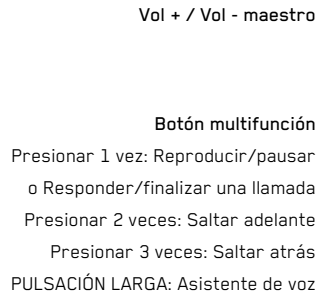 Vol + / Vol - maestro
Botón multifunción
Presionar 1 vez: Reproducir/pausar
o Responder/finalizar una llamada
Presionar 2 veces: Saltar adelante
Presionar 3 veces: Saltar atrás
PULSACIÓN LARGA: Asistente de voz